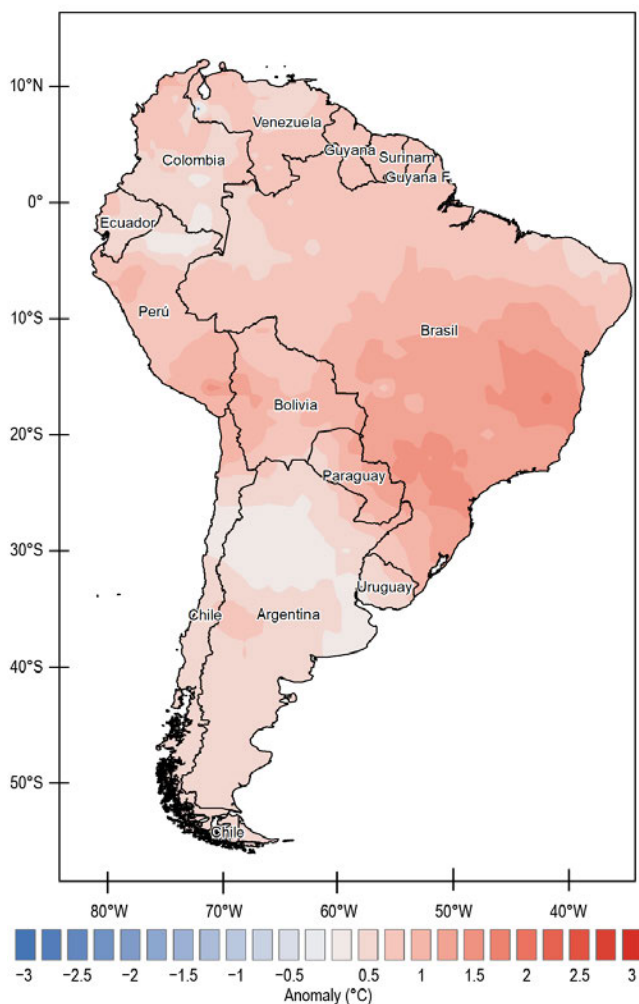 10°N
Venezuela
Guyana
Surinam
Colombia
Guyana F.
0°
Ecuador
Perú
10°S
Brasil
Bolivia
20°S
Paraguay
30°S
Uruguay
Chile
Argentina
40°S
50°S
Chile
80°W 70°W 60°W 50°W 40°W
−3 −2.5 −2 −1.5 −1 −0.5 0.5 1 1.5 2 2.5 3
Anomaly (°C)